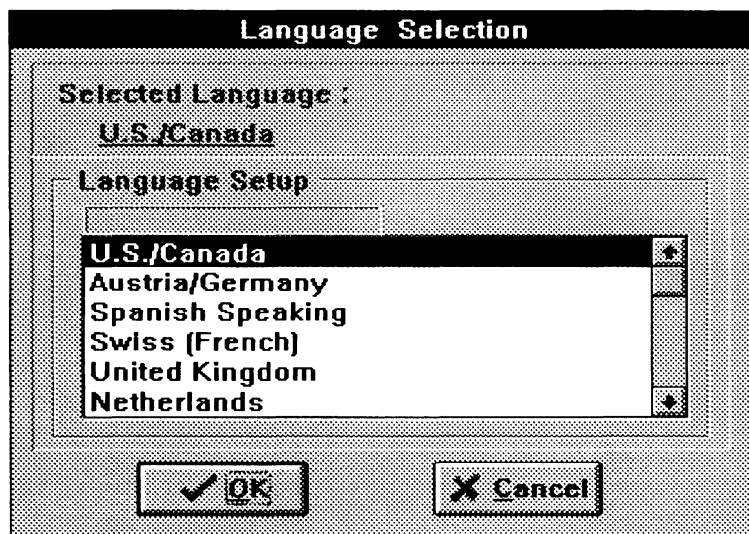 Language Selection
Selected Language :
U.S./Canada
Language Setup
U.S./Canada
Austria/Germany
Spanish Speaking
Swiss (French)
United Kingdom
Netherlands
OK
Cancel